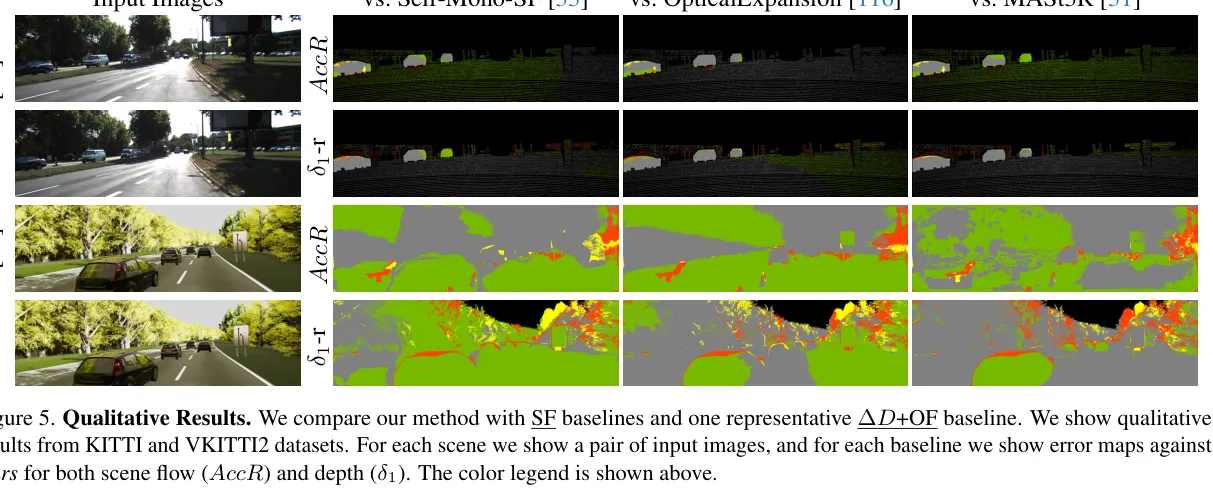 Input Images vs. Self-Mono-SF [55] vs. OpticalExpansion [116] vs. MASt3R [51]
AccR
δ1-r
AccR
δ1-r
gure 5. Qualitative Results. We compare our method with SF baselines and one representative ΔD+OF baseline. We show qualitative
sults from KITTI and VKITTI2 datasets. For each scene we show a pair of input images, and for each baseline we show error maps against
urs for both scene flow (AccR) and depth (δ1). The color legend is shown above.